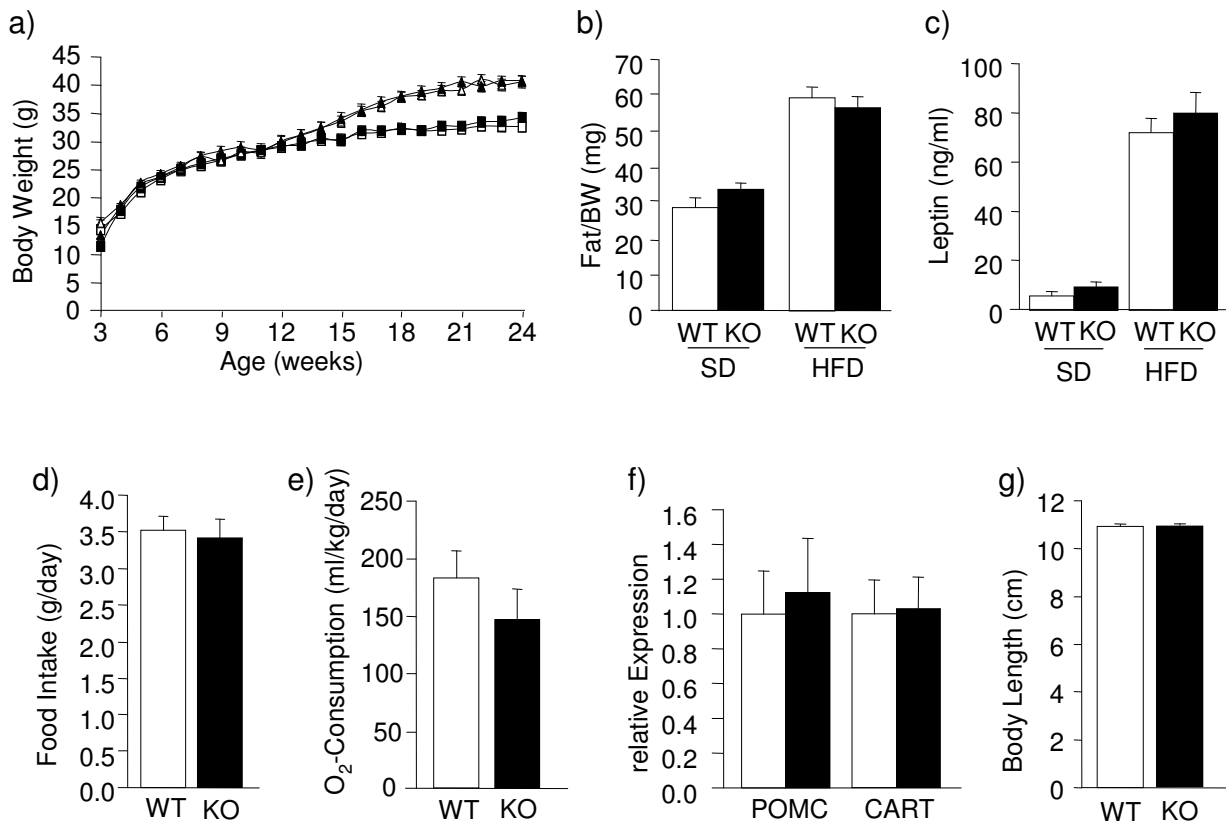 a)
Body Weight (g)
45
40
35
30
25
20
15
10
5
0
3 6 9 12 15 18 21 24
Age (weeks)
b)
Fat/BW (mg)
70
60
50
40
30
20
10
0
WT KO WT KO
SD HFD
c)
Leptin (ng/ml)
100
80
60
40
20
0
WT KO WT KO
SD HFD
d)
Food Intake (g/day)
4.0
3.5
3.0
2.5
2.0
1.5
1.0
0.5
0.0
WT KO
e)
O₂-Consumption (ml/kg/day)
250
200
150
100
50
0
WT KO
f)
relative Expression
1.6
1.4
1.2
1.0
0.8
0.6
0.4
0.2
0.0
POMC CART
g)
Body Length (cm)
12
10
8
6
4
2
0
WT KO